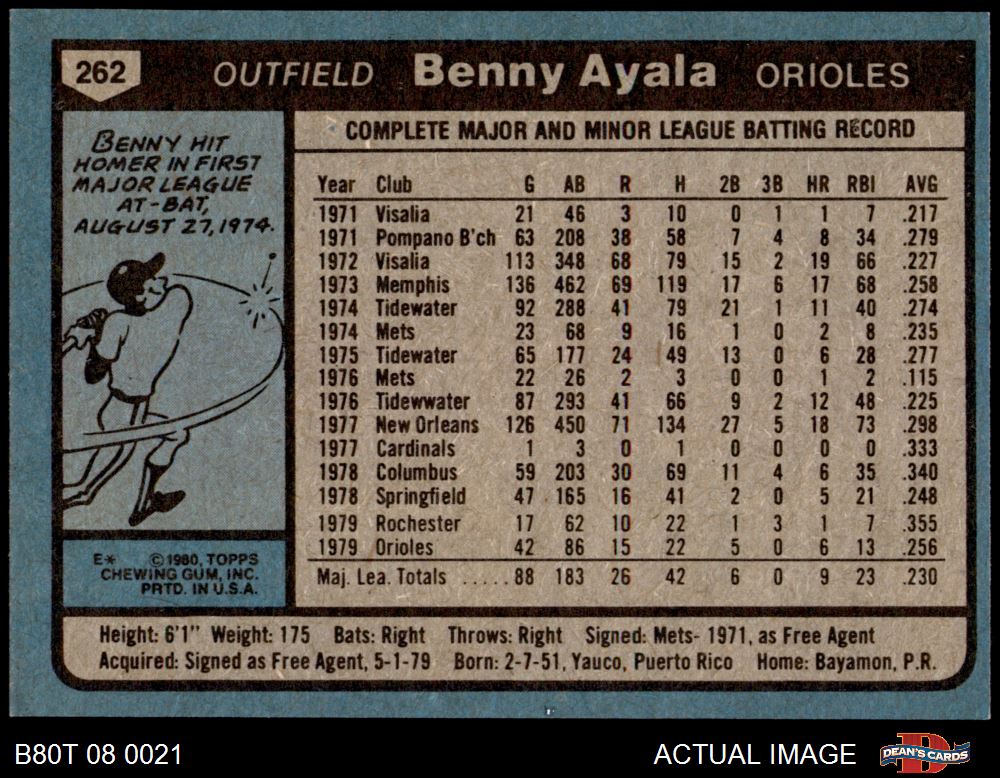 262 OUTFIELD Benny Ayala ORIOLES
BENNY HIT
HOMER IN FIRST
MAJOR LEAGUE
AT-BAT,
AUGUST 27, 1974.
E* © 1980, TOPPS
CHEWING GUM, INC.
PRTD. IN U.S.A.
COMPLETE MAJOR AND MINOR LEAGUE BATTING RECORD
Year Club G AB R H 2B 3B HR RBI AVG
1971 Visalia 21 46 3 10 0 1 1 7 .217
1971 Pompano B'ch 63 208 38 58 7 4 8 34 .279
1972 Visalia 113 348 68 79 15 2 19 66 .227
1973 Memphis 136 462 69 119 17 6 17 68 .258
1974 Tidewater 92 288 41 79 21 1 11 40 .274
1974 Mets 23 68 9 16 1 0 2 8 .235
1975 Tidewater 65 177 24 49 13 0 6 28 .277
1976 Mets 22 26 2 3 0 0 1 2 .115
1976 Tidewwater 87 293 41 66 9 2 12 48 .225
1977 New Orleans 126 450 71 134 27 5 18 73 .298
1977 Cardinals 1 3 0 1 0 0 0 0 .333
1978 Columbus 59 203 30 69 11 4 6 35 .340
1978 Springfield 47 165 16 41 2 0 5 21 .248
1979 Rochester 17 62 10 22 1 3 1 7 .355
1979 Orioles 42 86 15 22 5 0 6 13 .256
Maj. Lea. Totals .....88 183 26 42 6 0 9 23 .230
Height: 6'1" Weight: 175 Bats: Right Throws: Right Signed: Mets- 1971, as Free Agent
Acquired: Signed as Free Agent, 5-1-79 Born: 2-7-51, Yauco, Puerto Rico Home: Bayamon, P.R.
B80T 08 0021 ACTUAL IMAGE DEAN'S CARDS